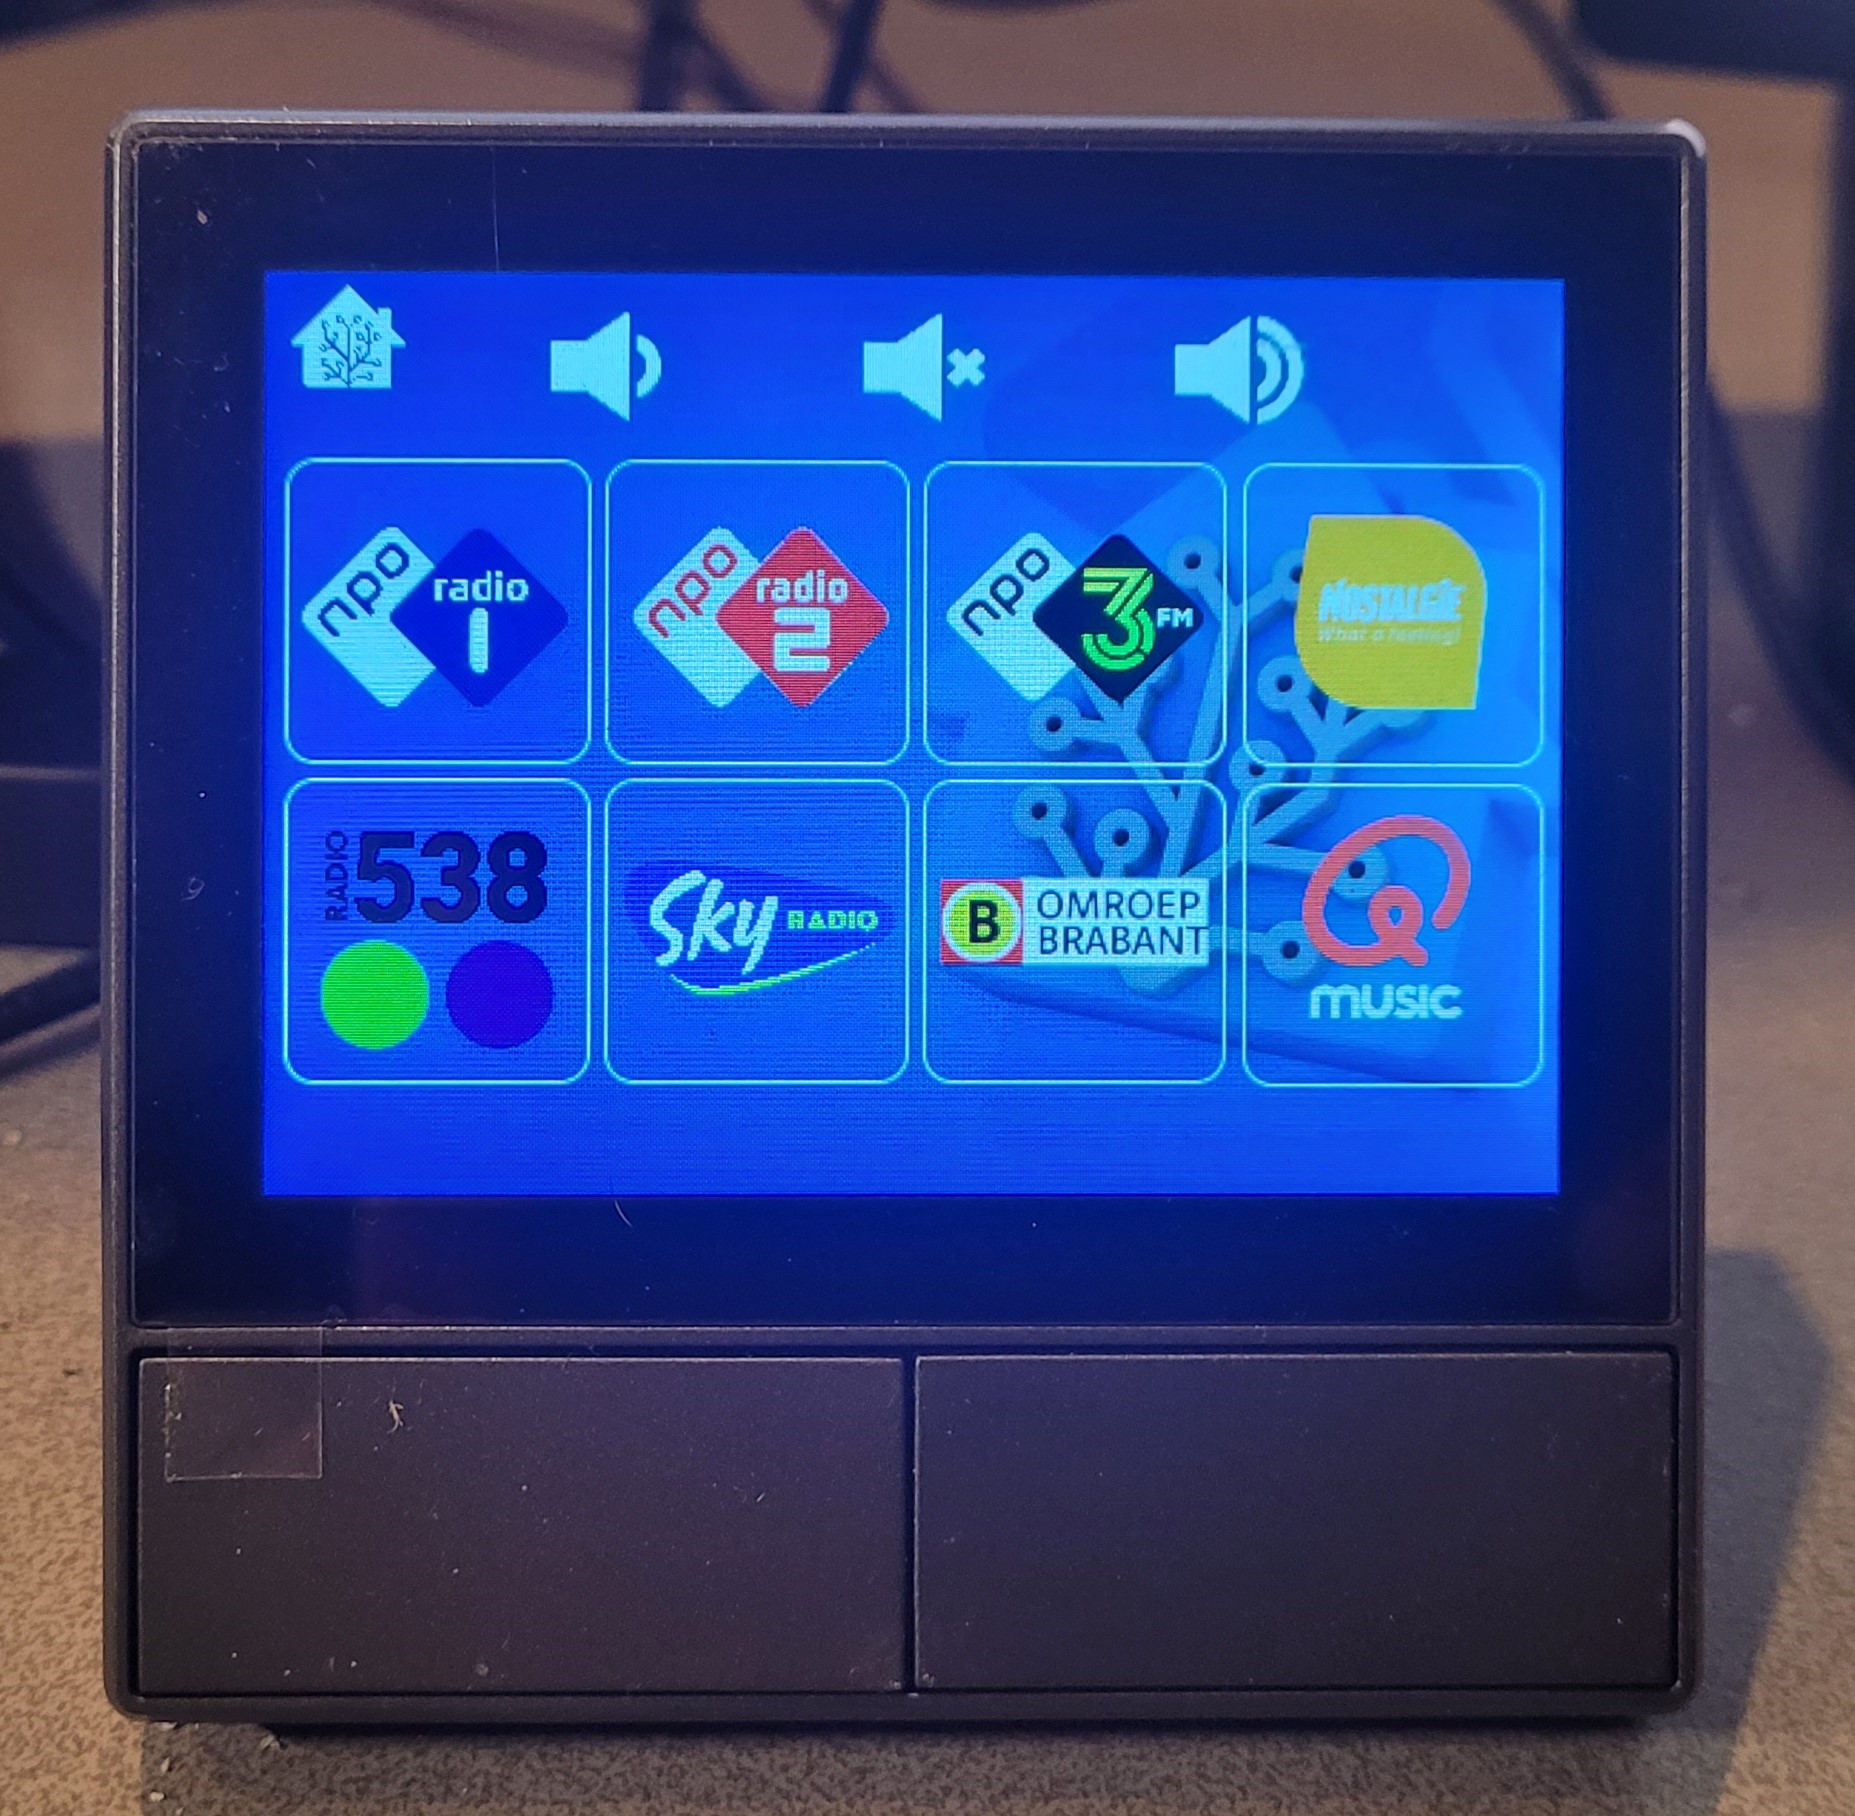 npo radio 1
npo radio 2
npo 3 FM
NOSTALGIE
What a feeling!
RADIO 538
Sky RADIO
B OMROEP
BRABANT
Q
MUSIC